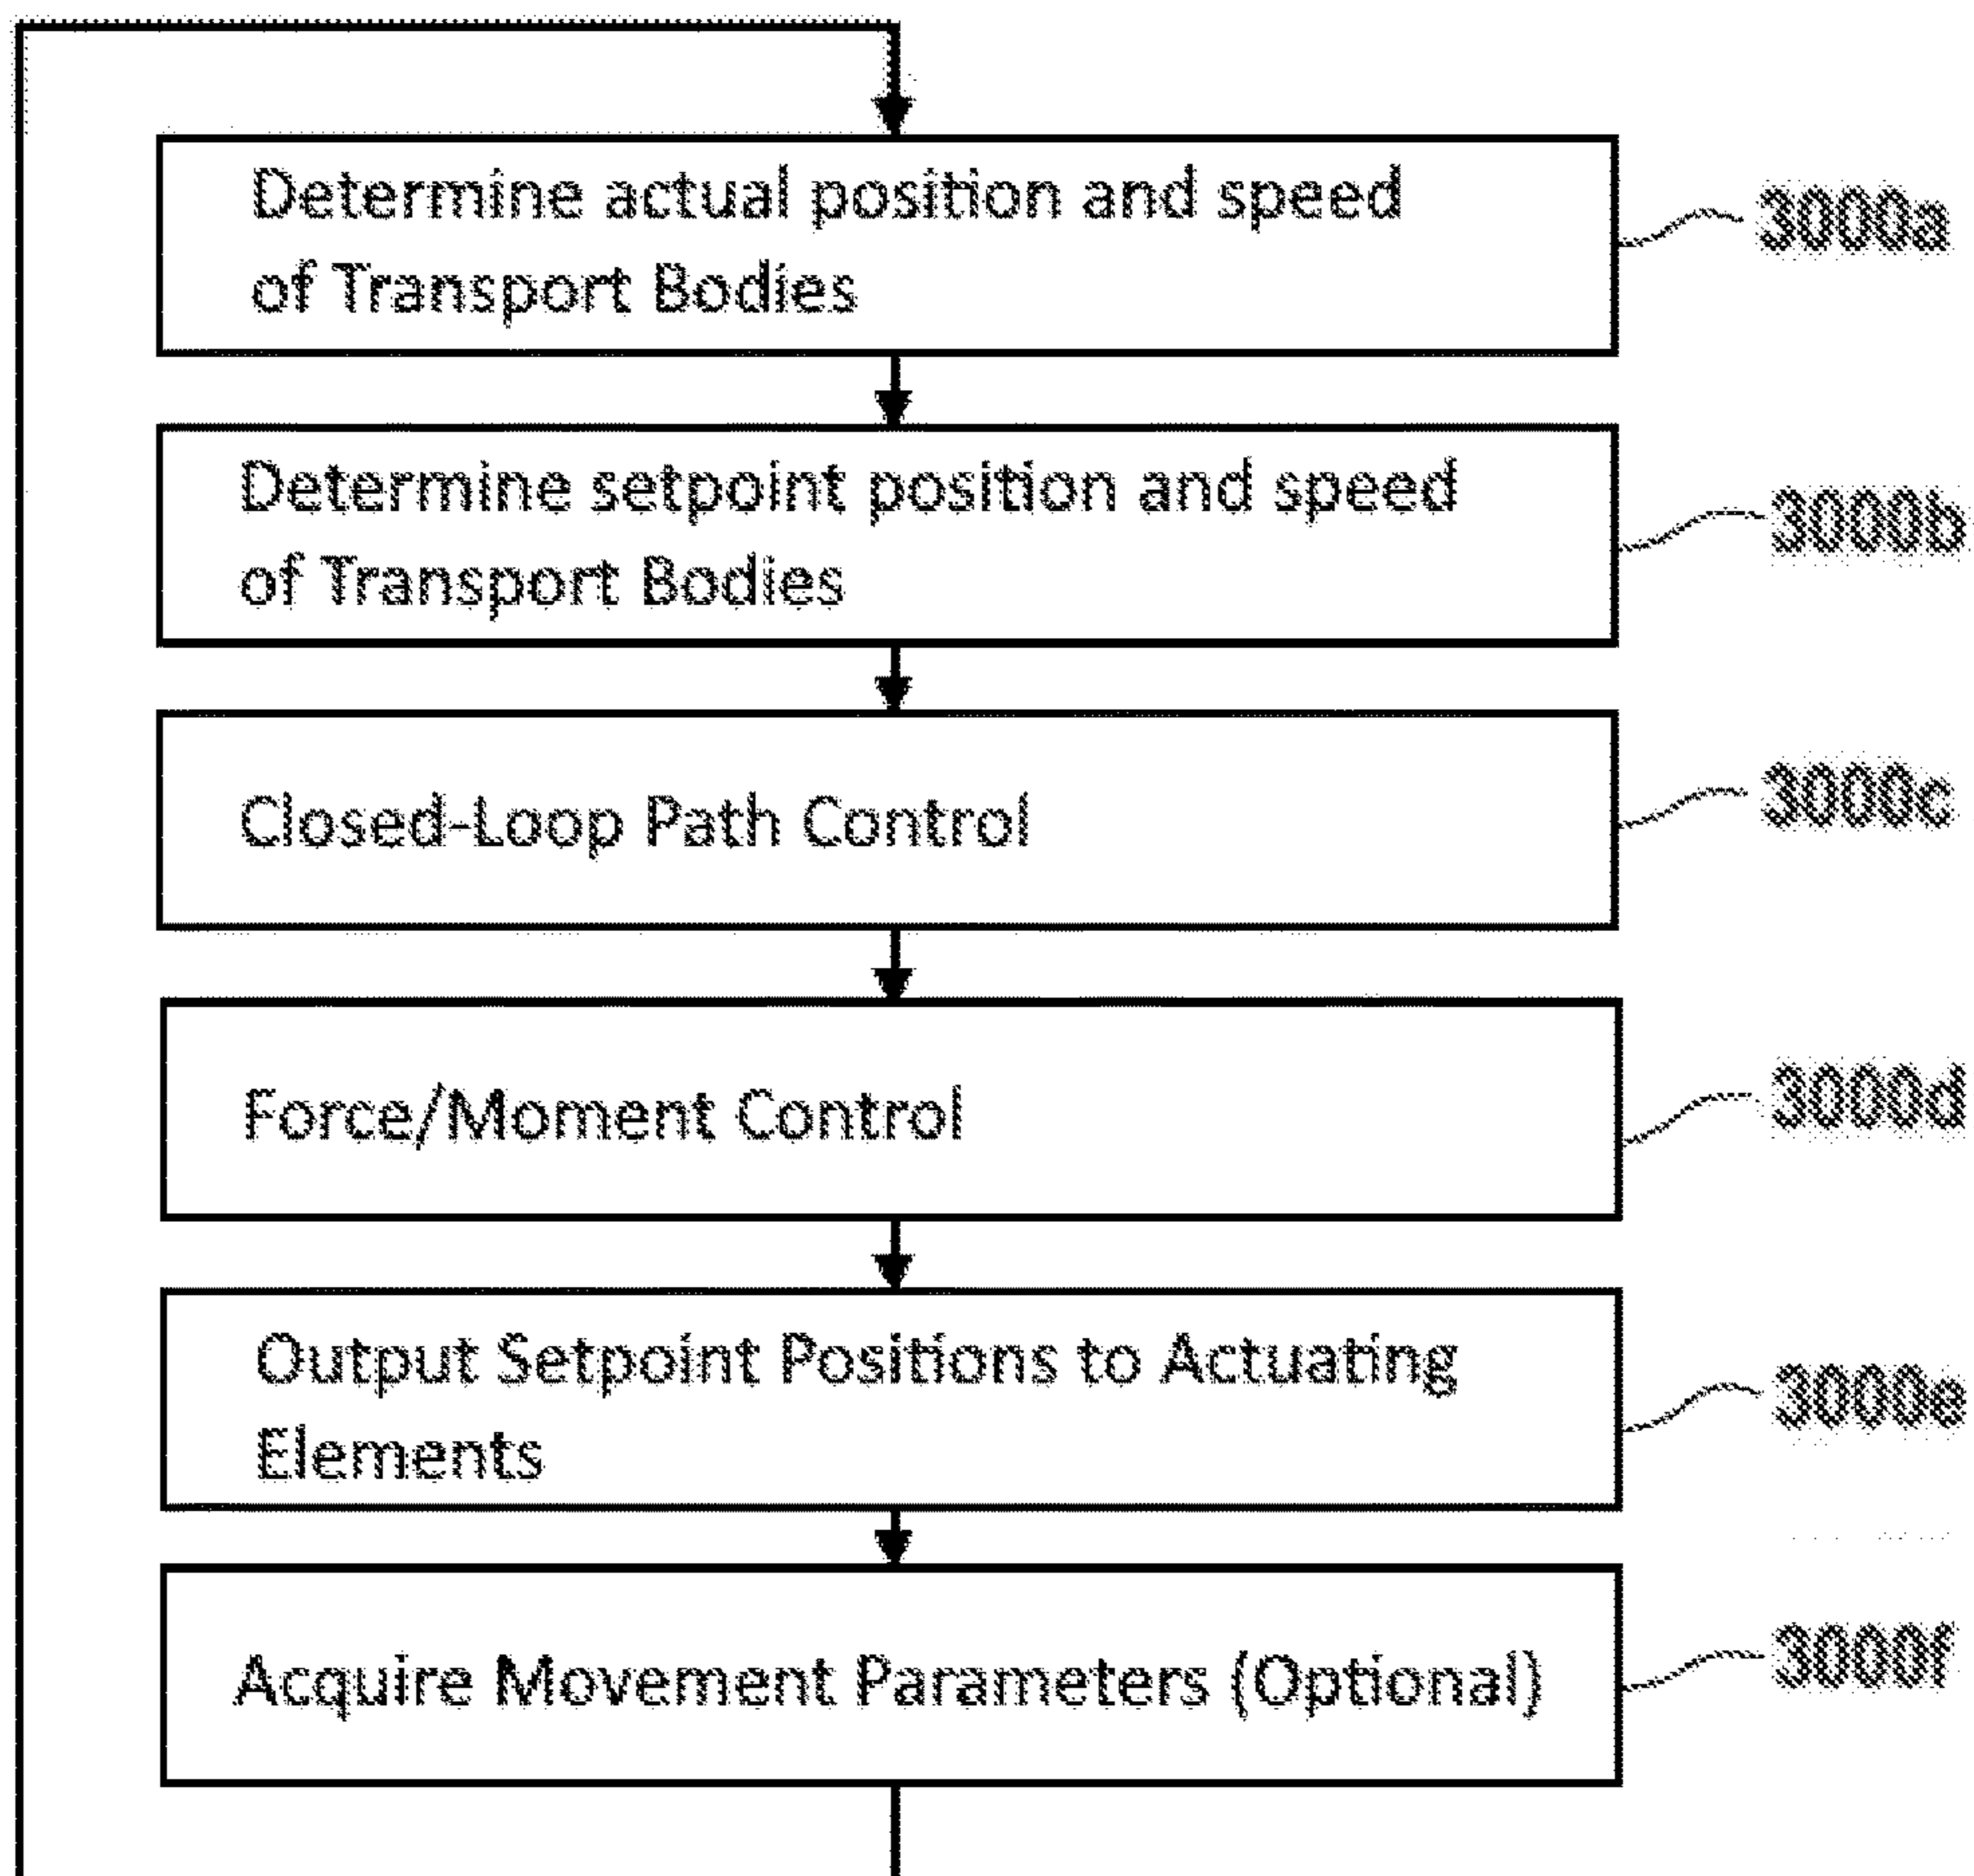 Determine actual position and speed
of Transport Bodies
3000a
Determine setpoint position and speed
of Transport Bodies
3000b
Closed-Loop Path Control
3000c
Force/Moment Control
3000d
Output Setpoint Positions to Actuating
Elements
3000e
Acquire Movement Parameters (Optional)
3000f